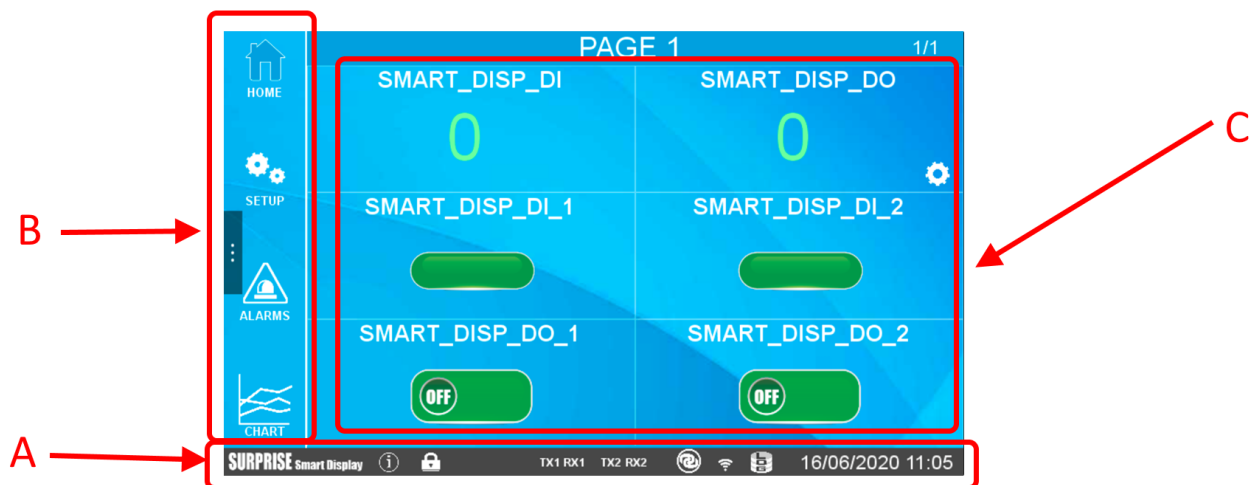 PAGE 1 1/1
HOME
SMART_DISP_DI SMART_DISP_DO
0 0
SETUP
SMART_DISP_DI_1 SMART_DISP_DI_2
ALARMS
SMART_DISP_DO_1 SMART_DISP_DO_2
OFF OFF
CHART
SURPRISE Smart Display i TX1 RX1 TX2 RX2 16/06/2020 11:05
A
B
C